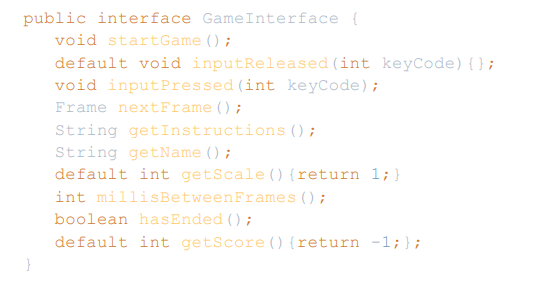 public interface GameInterface {
void startGame();
default void inputReleased(int keyCode){};
void inputPressed(int keyCode);
Frame nextFrame();
String getInstructions();
String getName();
default int getScale(){return 1;}
int millisBetweenFrames();
boolean hasEnded();
default int getScore(){return -1;};
}